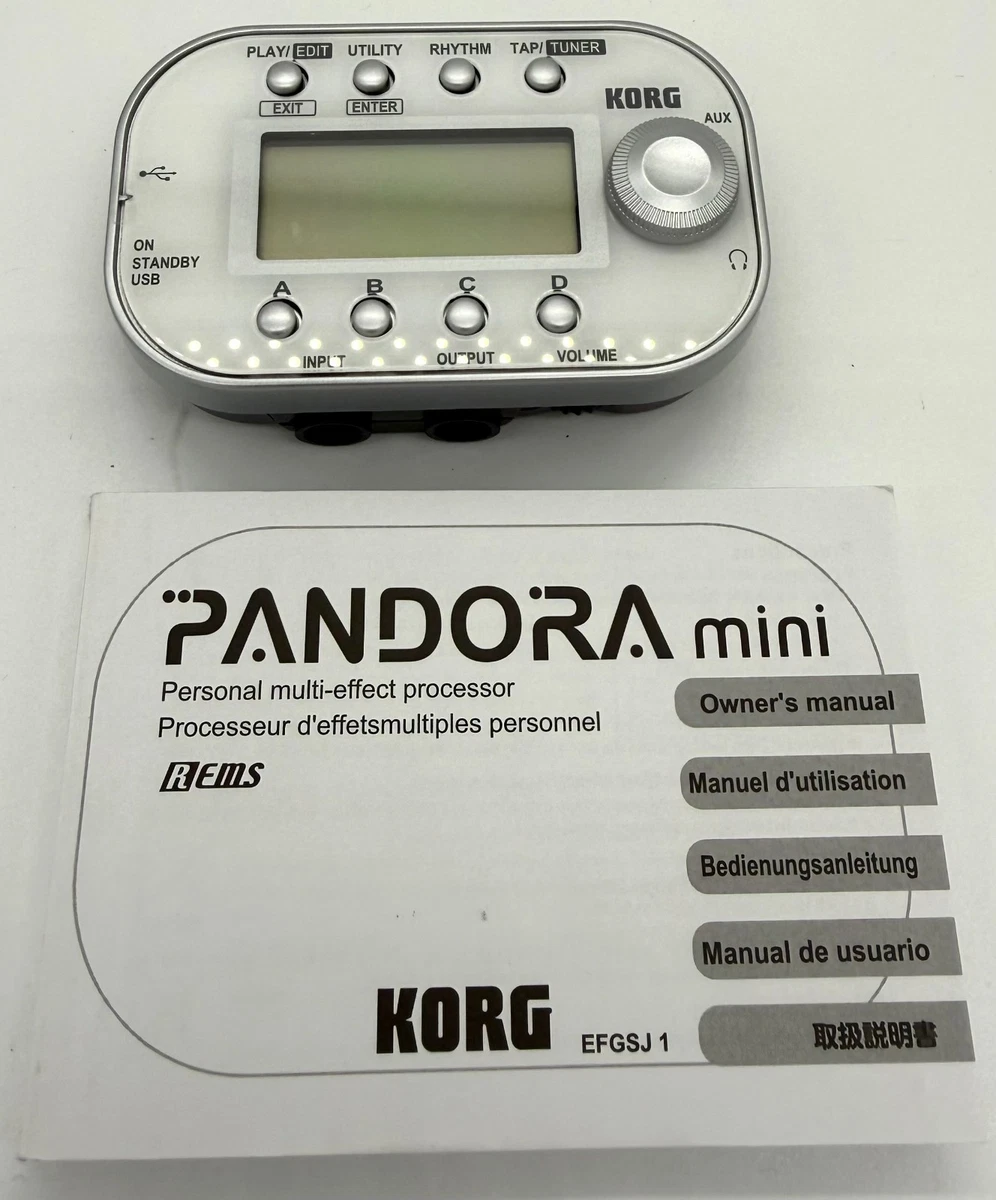 PLAY/ EDIT UTILITY RHYTHM TAP/ TUNER
EXIT ENTER
KORG
AUX
ON
STANDBY
USB
A B C D
INPUT OUTPUT VOLUME
PANDORA mini
Personal multi-effect processor
Processeur d'effetsmultiples personnel
REMS
Owner's manual
Manuel d'utilisation
Bedienungsanleitung
Manual de usuario
取扱説明書
KORG EFGSJ 1